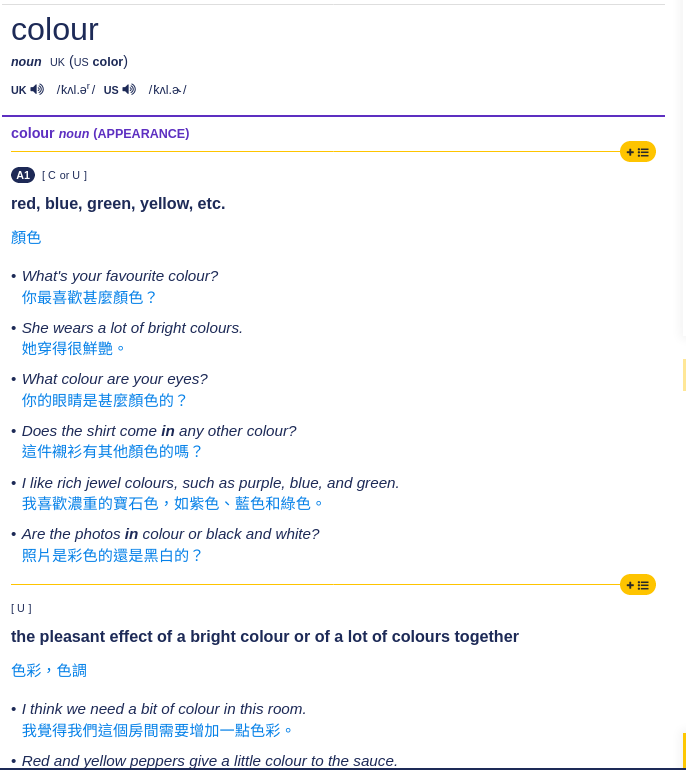 colour
noun UK (US color)
UK /ˈkʌl.ər/ US /ˈkʌl.ɚ/
colour noun (APPEARANCE)
A1 [ C or U ]
red, blue, green, yellow, etc.
顏色
• What's your favourite colour?
你最喜歡甚麼顏色？
• She wears a lot of bright colours.
她穿得很鮮艷。
• What colour are your eyes?
你的眼睛是甚麼顏色的？
• Does the shirt come in any other colour?
這件襯衫有其他顏色的嗎？
• I like rich jewel colours, such as purple, blue, and green.
我喜歡濃重的寶石色，如紫色、藍色和綠色。
• Are the photos in colour or black and white?
照片是彩色的還是黑白的？
[ U ]
the pleasant effect of a bright colour or of a lot of colours together
色彩，色調
• I think we need a bit of colour in this room.
我覺得我們這個房間需要增加一點色彩。
• Red and yellow peppers give a little colour to the sauce.